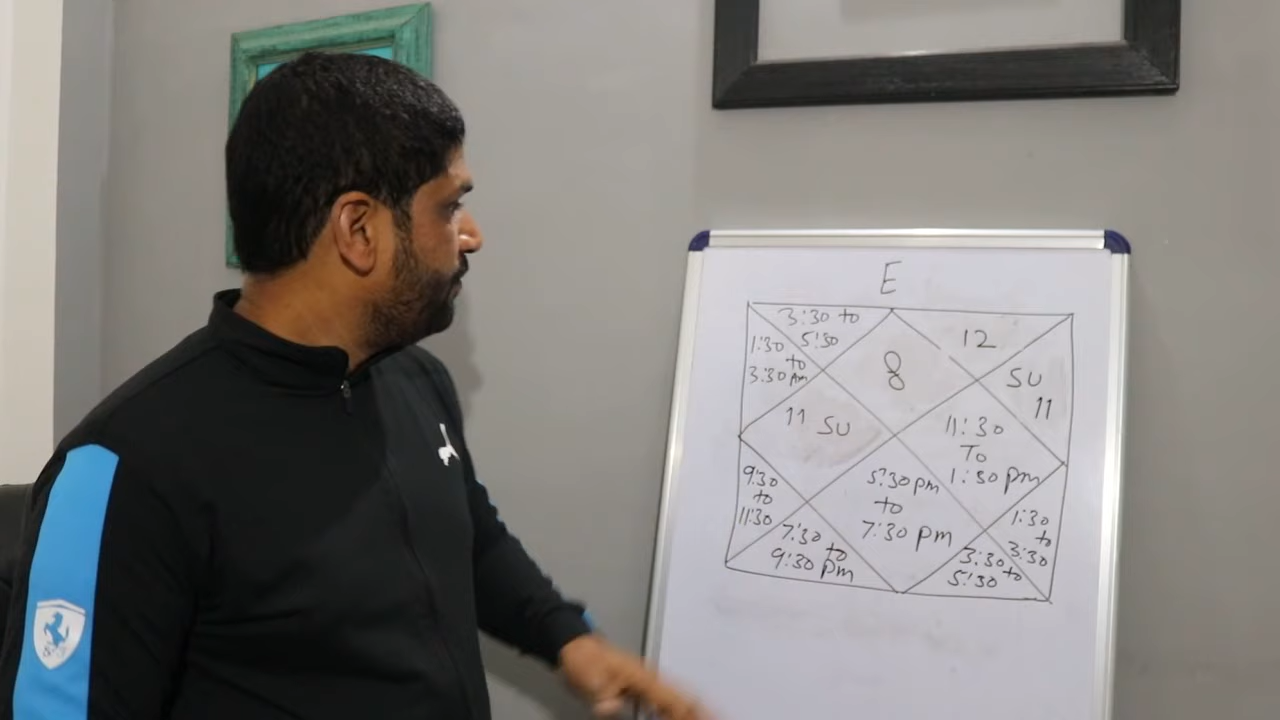 E
3:30 to
5:30
1:30
to
3:30 Am
8
12
SU
11
11 SU
11:30
To
1:30 pm
9:30
to
11:30
5:30 pm
to
7:30 pm
7:30 to
9:30 pm
1:30
to
3:30
3:30 to
5:30